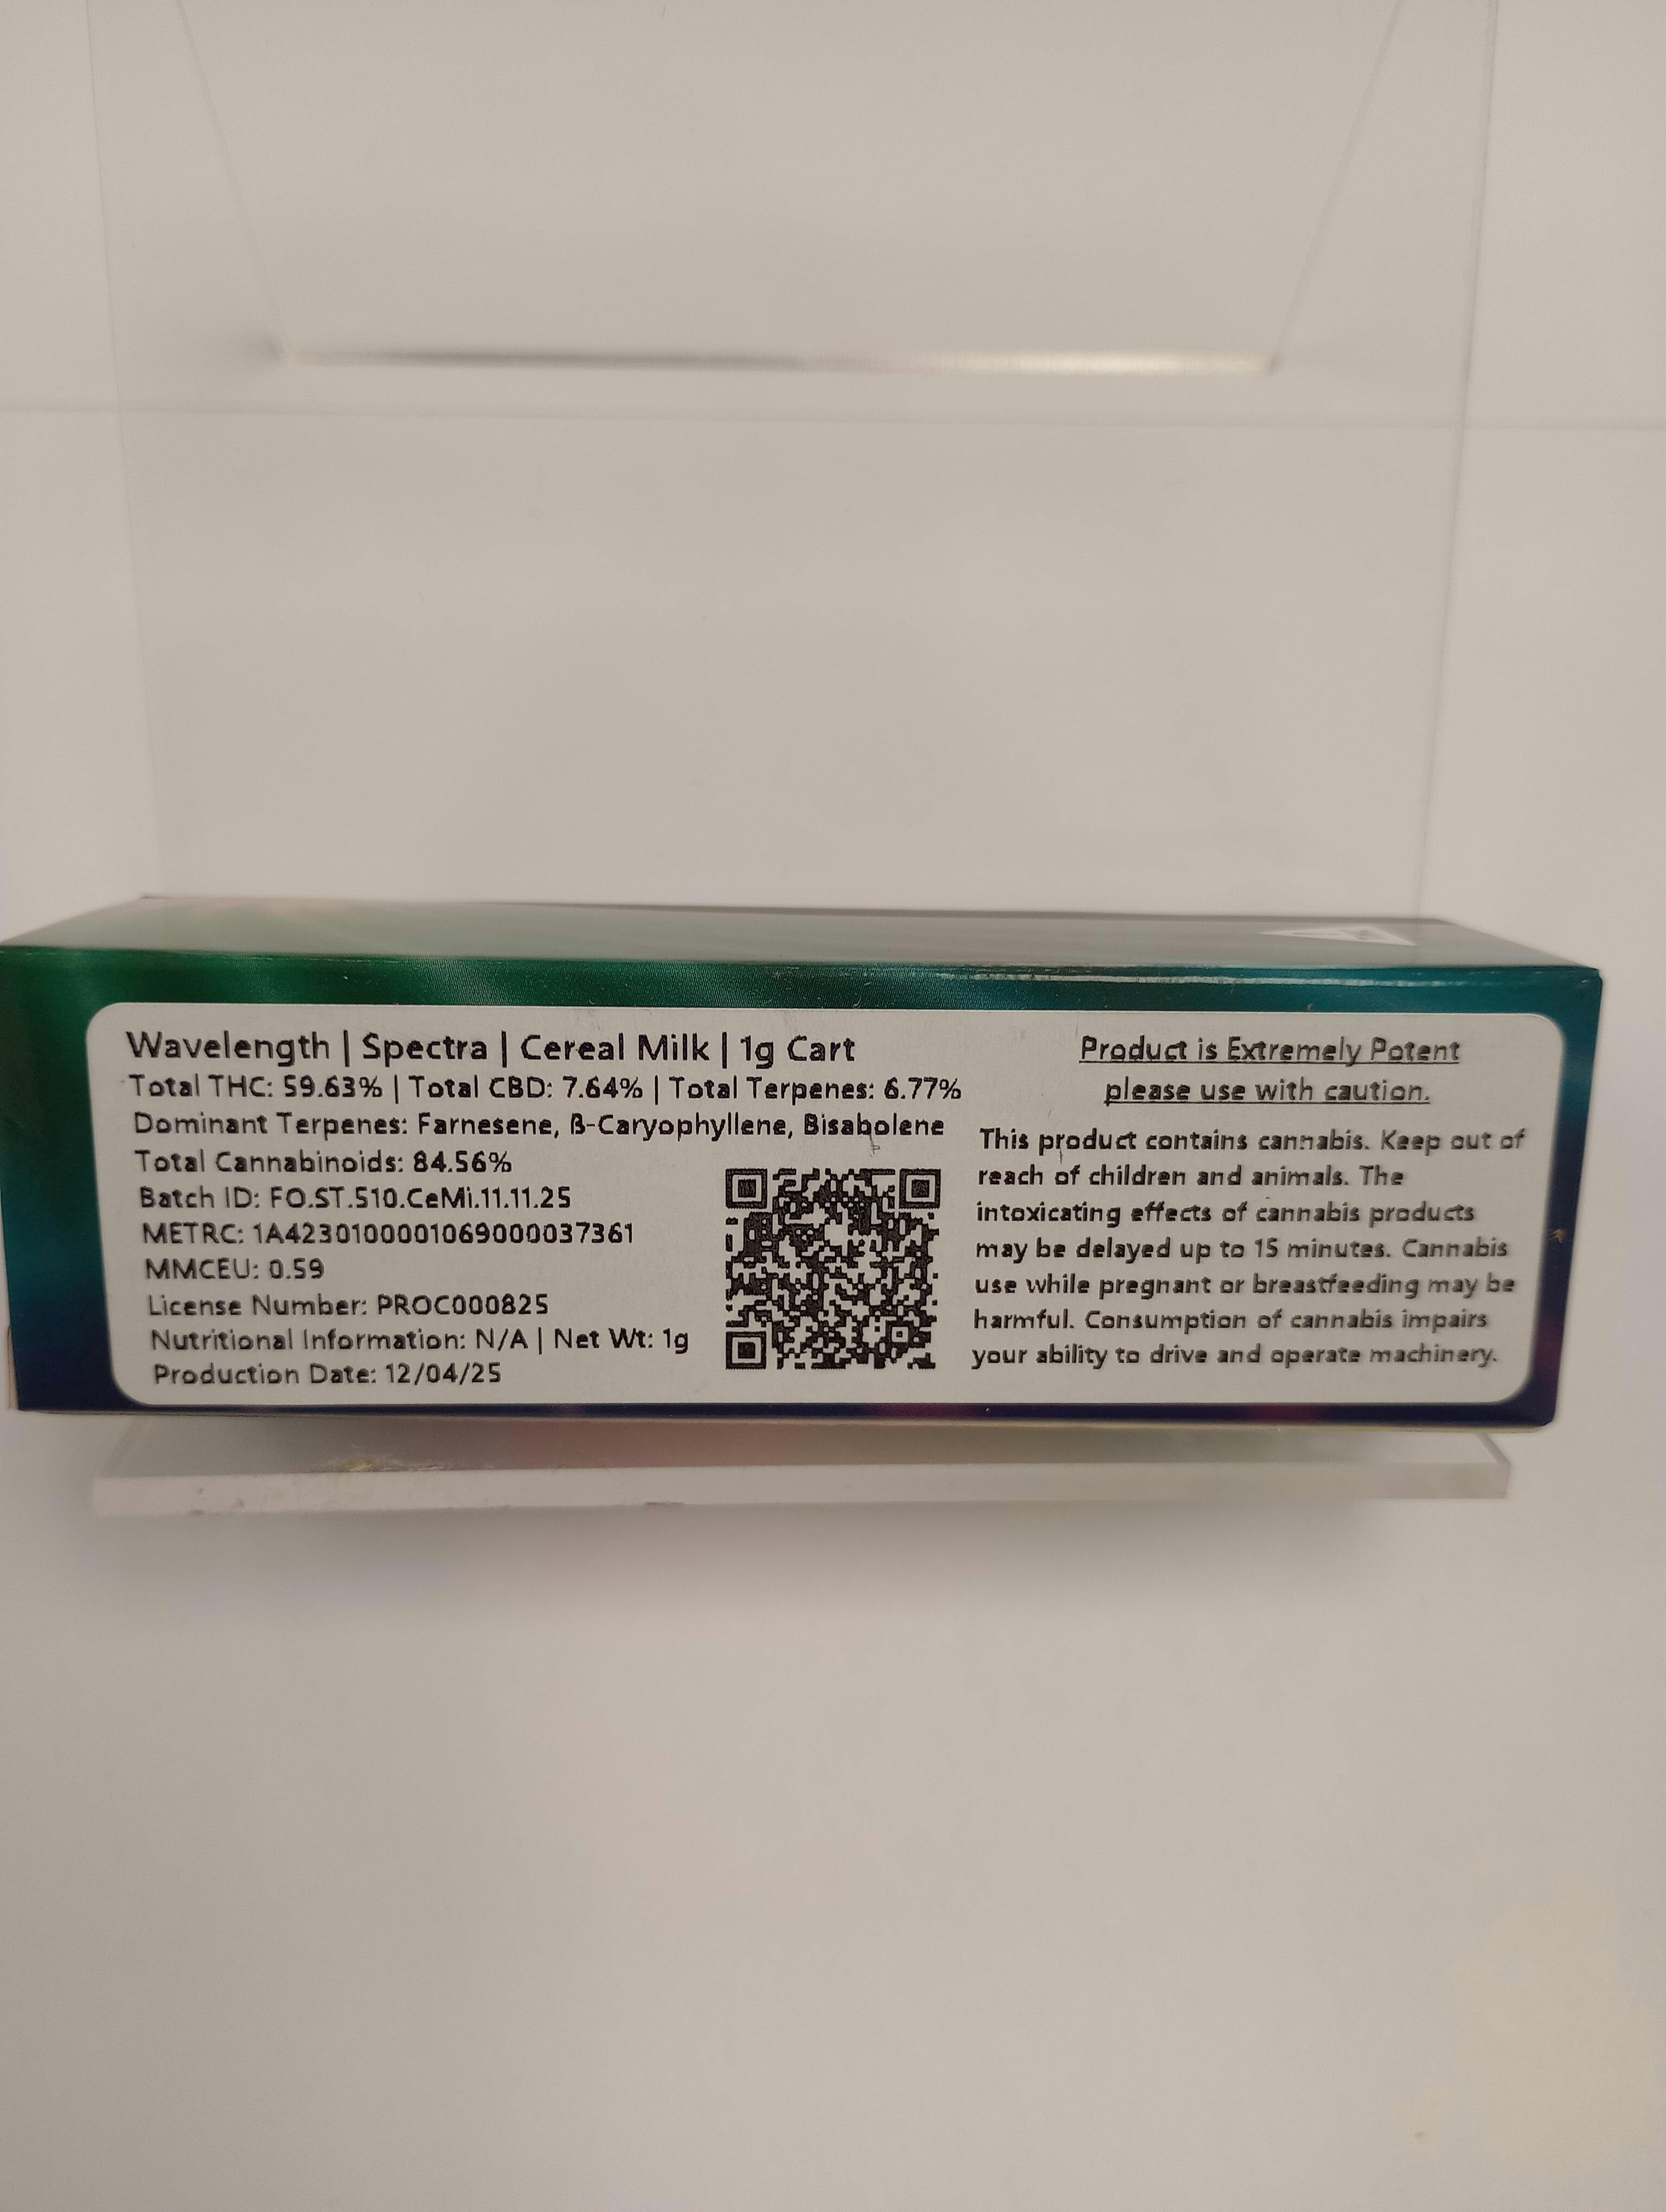 Wavelength | Spectra | Cereal Milk | 1g Cart
Total THC: 59.63% | Total CBD: 7.64% | Total Terpenes: 6.77%
Dominant Terpenes: Farnesene, ß-Caryophyllene, Bisabolene
Total Cannabinoids: 84.56%
Batch ID: FO.ST.510.CeMi.11.11.25
METRC: 1A4230100001069000037361
MMCEU: 0.59
License Number: PROC000825
Nutritional Information: N/A | Net Wt: 1g
Production Date: 12/04/25
Product is Extremely Potent
please use with caution.
This product contains cannabis. Keep out of
reach of children and animals. The
intoxicating effects of cannabis products
may be delayed up to 15 minutes. Cannabis
use while pregnant or breastfeeding may be
harmful. Consumption of cannabis impairs
your ability to drive and operate machinery.